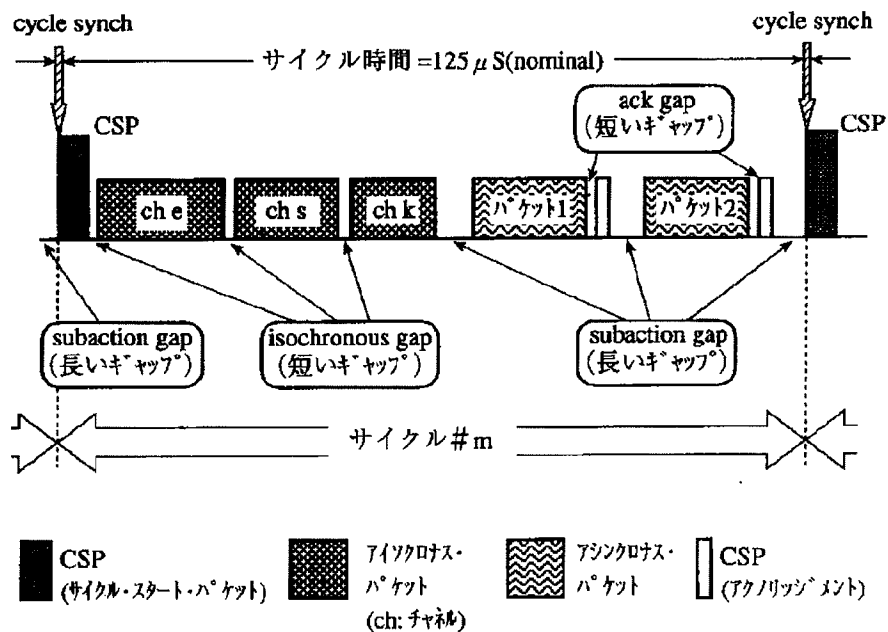 cycle synch
cycle synch
サイクル時間=125μS(nominal)
CSP
ack gap
(短いｷﾞｬｯﾌﾟ)
CSP
ch e
ch s
ch k
ﾊﾟｹｯﾄ1
ﾊﾟｹｯﾄ2
subaction gap
(長いｷﾞｬｯﾌﾟ)
isochronous gap
(短いｷﾞｬｯﾌﾟ)
subaction gap
(長いｷﾞｬｯﾌﾟ)
サイクル#m
CSP
(ｻｲｸﾙ・ｽﾀｰﾄ・ﾊﾟｹｯﾄ)
ｱｲｿｸﾛﾅｽ・
ﾊﾟｹｯﾄ
(ch: ﾁｬﾈﾙ)
ｱｼﾝｸﾛﾅｽ・
ﾊﾟｹｯﾄ
CSP
(ｱｸﾉﾘｯｼﾞﾒﾝﾄ)